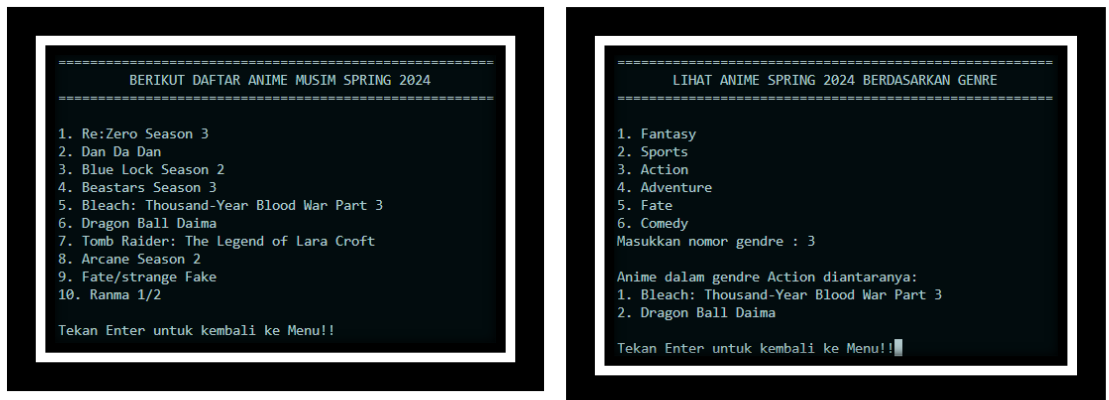 =======================================================
BERIKUT DAFTAR ANIME MUSIM SPRING 2024
=======================================================
1. Re:Zero Season 3
2. Dan Da Dan
3. Blue Lock Season 2
4. Beastars Season 3
5. Bleach: Thousand-Year Blood War Part 3
6. Dragon Ball Daima
7. Tomb Raider: The Legend of Lara Croft
8. Arcane Season 2
9. Fate/strange Fake
10. Ranma 1/2
Tekan Enter untuk kembali ke Menu!!
=======================================================
LIHAT ANIME SPRING 2024 BERDASARKAN GENRE
=======================================================
1. Fantasy
2. Sports
3. Action
4. Adventure
5. Fate
6. Comedy
Masukkan nomor gendre : 3
Anime dalam gendre Action diantaranya:
1. Bleach: Thousand-Year Blood War Part 3
2. Dragon Ball Daima
Tekan Enter untuk kembali ke Menu!!